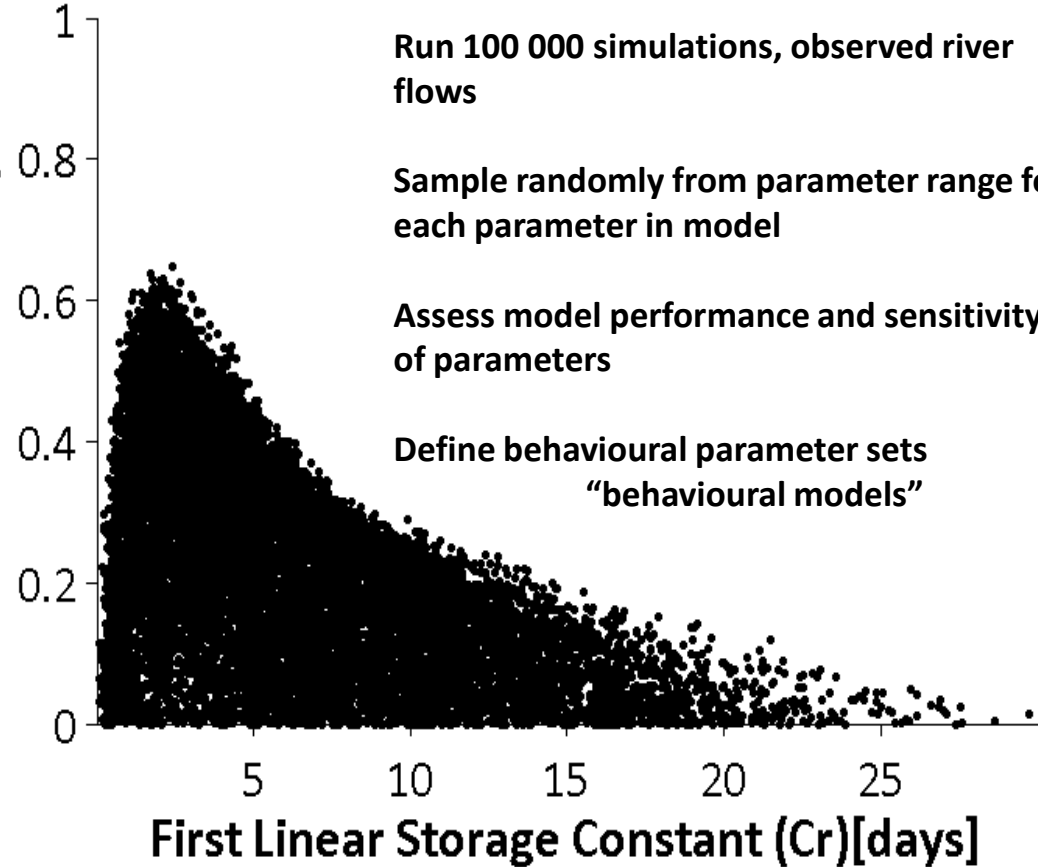 1
Run 100 000 simulations, observed river
flows
0.8
Sample randomly from parameter range
each parameter in model
0.6
Assess model performance and sensitivity
of parameters
0.4
Define behavioural parameter sets
“behavioural models”
0.2
0
5 10 15 20 25
First Linear Storage Constant (Cr)[days]